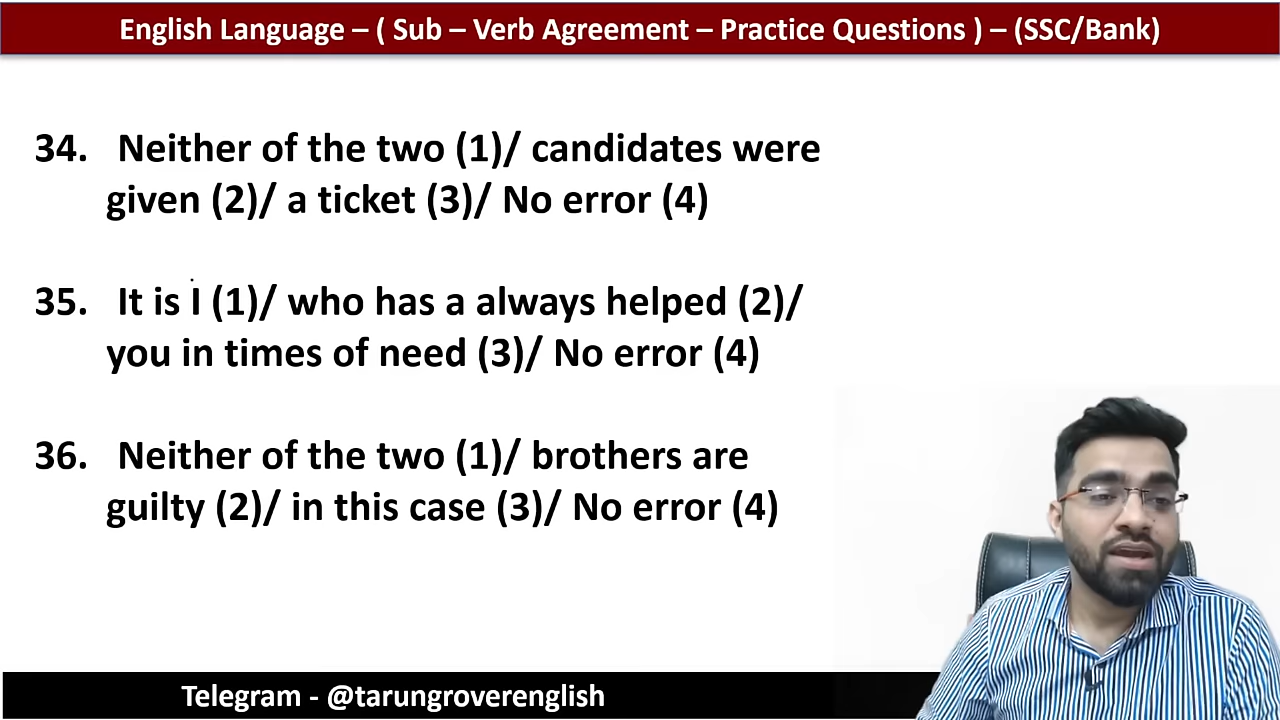 English Language – ( Sub – Verb Agreement – Practice Questions ) – (SSC/Bank)
34. Neither of the two (1)/ candidates were
given (2)/ a ticket (3)/ No error (4)
35. It is I (1)/ who has a always helped (2)/
you in times of need (3)/ No error (4)
36. Neither of the two (1)/ brothers are
guilty (2)/ in this case (3)/ No error (4)
Telegram - @tarungroverenglish